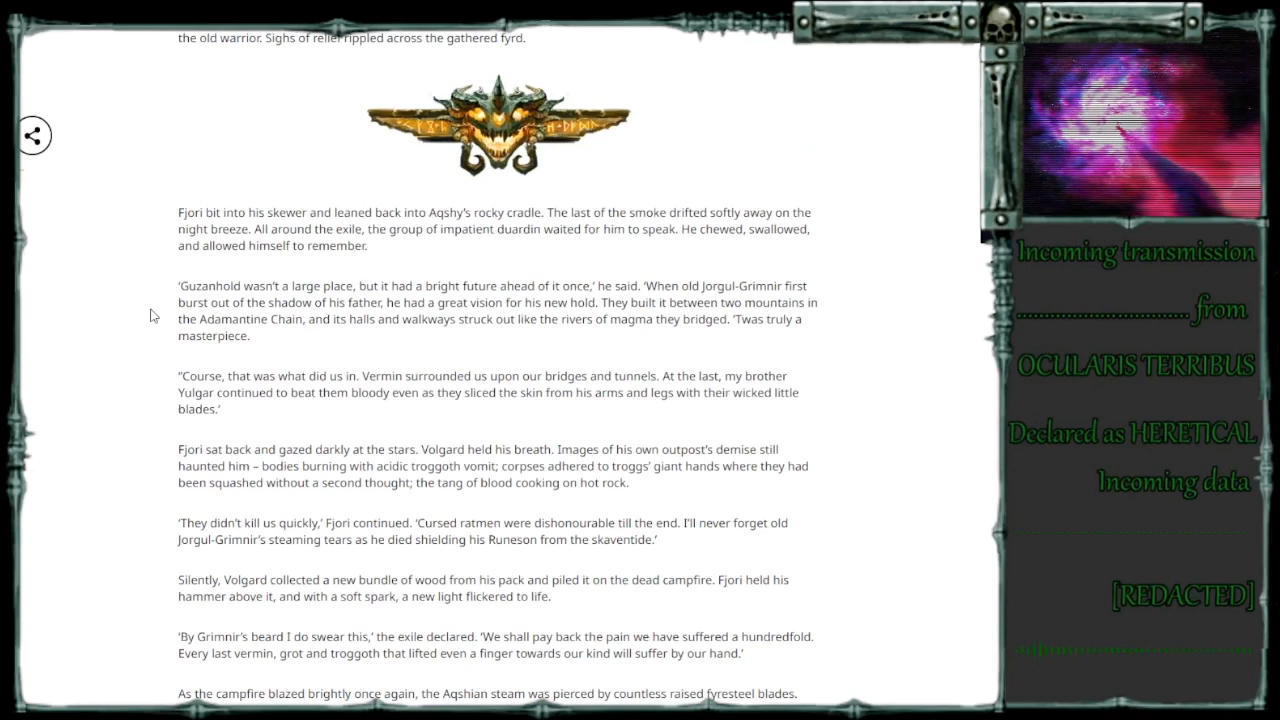 the old warrior. Sighs of relief rippled across the gathered fyrd.
Fjori bit into his skewer and leaned back into Aqshy's rocky cradle. The last of the smoke drifted softly away on the
night breeze. All around the exile, the group of impatient duardin waited for him to speak. He chewed, swallowed,
and allowed himself to remember.
‘Guzanhold wasn’t a large place, but it had a bright future ahead of it once,’ he said. ‘When old Jorgul-Grimnir first
burst out of the shadow of his father, he had a great vision for his new hold. They built it between two mountains in
the Adamantine Chain, and its halls and walkways struck out like the rivers of magma they bridged. ‘Twas truly a
masterpiece.
‘’Course, that was what did us in. Vermin surrounded us upon our bridges and tunnels. At the last, my brother
Yulgar continued to beat them bloody even as they sliced the skin from his arms and legs with their wicked little
blades.’
Fjori sat back and gazed darkly at the stars. Volgard held his breath. Images of his own outpost’s demise still
haunted him – bodies burning with acidic troggoth vomit; corpses adhered to troggs’ giant hands where they had
been squashed without a second thought; the tang of blood cooking on hot rock.
‘They didn’t kill us quickly,’ Fjori continued. ‘Cursed ratmen were dishonourable till the end. I’ll never forget old
Jorgul-Grimnir’s steaming tears as he died shielding his Runeson from the skaventide.’
Silently, Volgard collected a new bundle of wood from his pack and piled it on the dead campfire. Fjori held his
hammer above it, and with a soft spark, a new light flickered to life.
‘By Grimnir’s beard I do swear this,’ the exile declared. ‘We shall pay back the pain we have suffered a hundredfold.
Every last vermin, grot and troggoth that lifted even a finger towards our kind will suffer by our hand.’
As the campfire blazed brightly once again, the Aqshian steam was pierced by countless raised fyresteel blades.
Incoming transmission
................................ from
OCULARIS TERRIBUS
Declared as HERETICAL
Incoming data
[REDACTED]